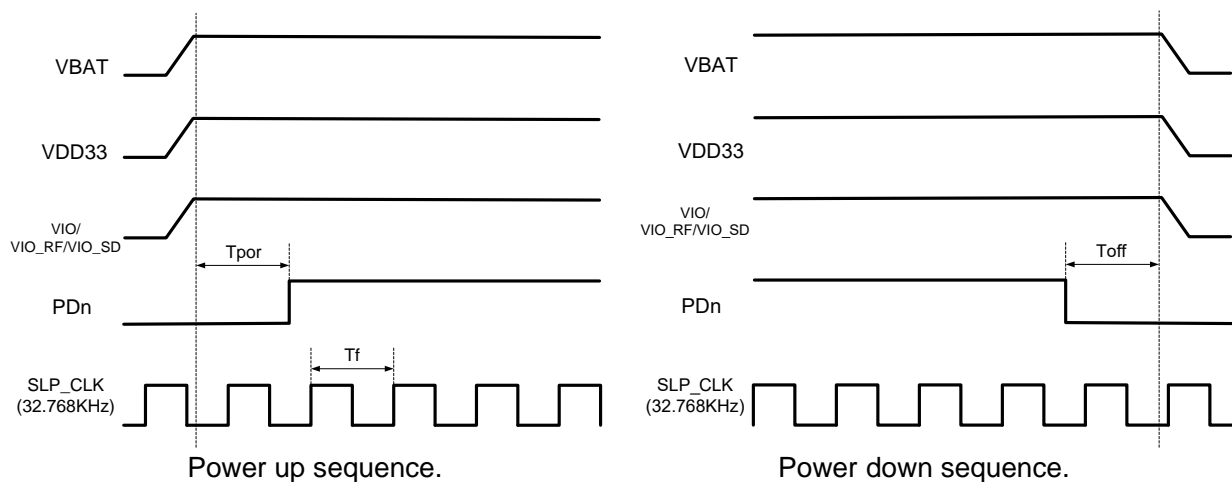 VBAT
VDD33
VIO/
VIO_RF/VIO_SD
Tpor
PDn
Tf
SLP_CLK
(32.768KHz)
Power up sequence.
VBAT
VDD33
VIO/
VIO_RF/VIO_SD
Toff
PDn
SLP_CLK
(32.768KHz)
Power down sequence.